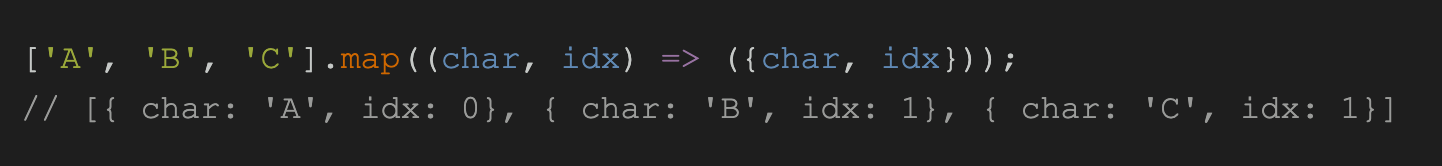 ['A', 'B', 'C'].map((char, idx) => ({char, idx}));
// [{ char: 'A', idx: 0}, { char: 'B', idx: 1}, { char: 'C', idx: 1}]